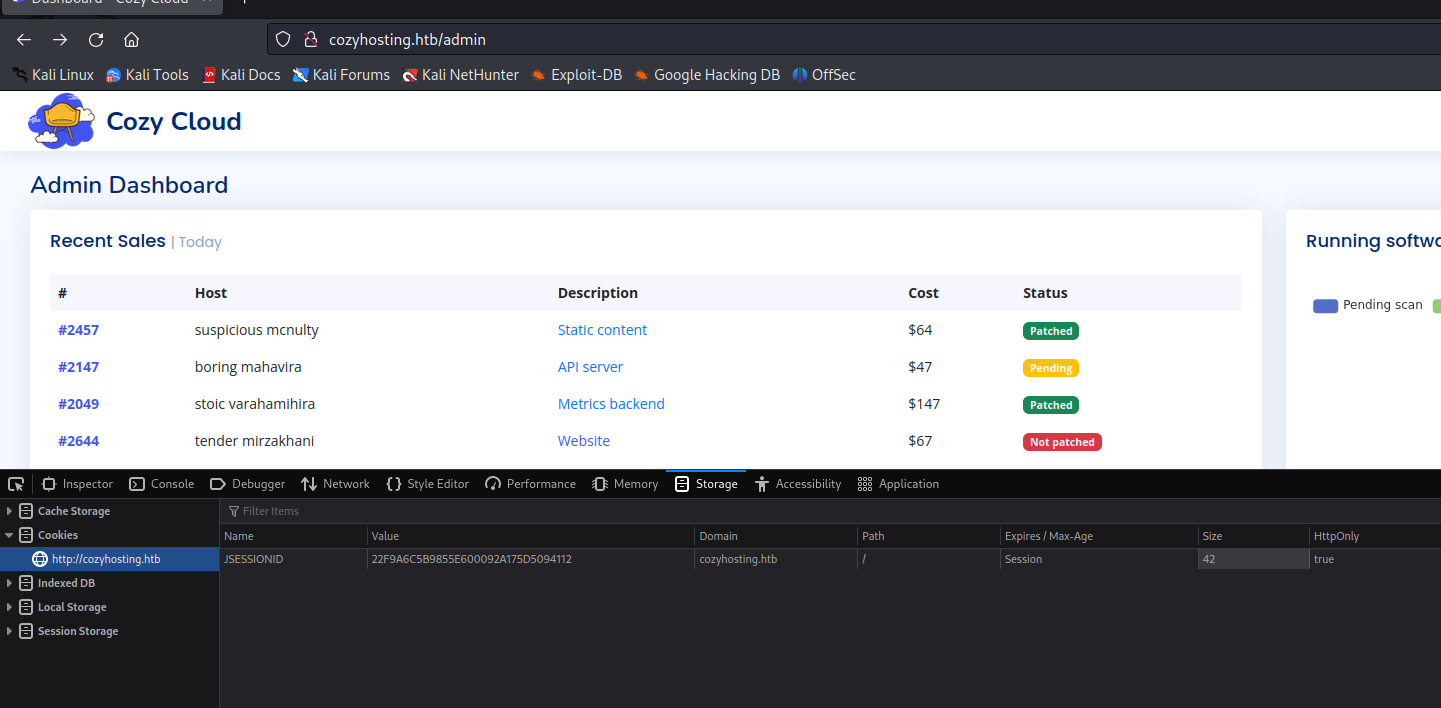 Dashboard - Cozy Cloud
cozyhosting.htb/admin
Kali Linux Kali Tools Kali Docs Kali Forums Kali NetHunter Exploit-DB Google Hacking DB OffSec
Cozy Cloud
Admin Dashboard
Recent Sales | Today
# Host Description Cost Status
#2457 suspicious mcnulty Static content $64 Patched
#2147 boring mahavira API server $47 Pending
#2049 stoic varahamihira Metrics backend $147 Patched
#2644 tender mirzakhani Website $67 Not patched
Running softwa
Pending scan
Inspector Console Debugger Network Style Editor Performance Memory Storage Accessibility Application
Cache Storage
Cookies
http://cozyhosting.htb
Indexed DB
Local Storage
Session Storage
Filter Items
Name Value Domain Path Expires / Max-Age Size HttpOnly
JSESSIONID 22F9A6C5B9855E600092A175D5094112 cozyhosting.htb / Session 42 true